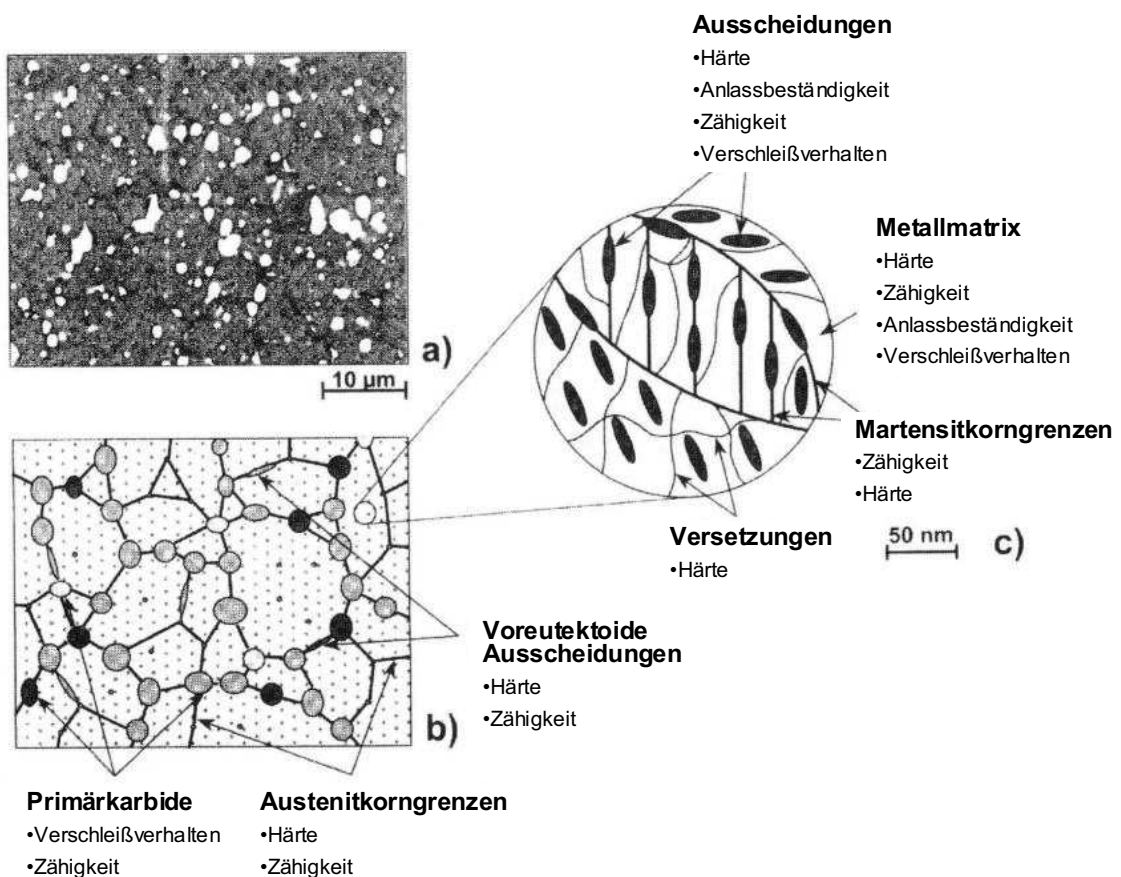 Ausscheidungen
•Härte
•Anlassbeständigkeit
•Zähigkeit
•Verschleißverhalten
a)
10 µm
Metallmatrix
•Härte
•Zähigkeit
•Anlassbeständigkeit
•Verschleißverhalten
Martensitkorngrenzen
•Zähigkeit
•Härte
Versetzungen
•Härte
50 nm
c)
Voreutektoide
Ausscheidungen
•Härte
•Zähigkeit
b)
Primärkarbide
•Verschleißverhalten
•Zähigkeit
Austenitkorngrenzen
•Härte
•Zähigkeit